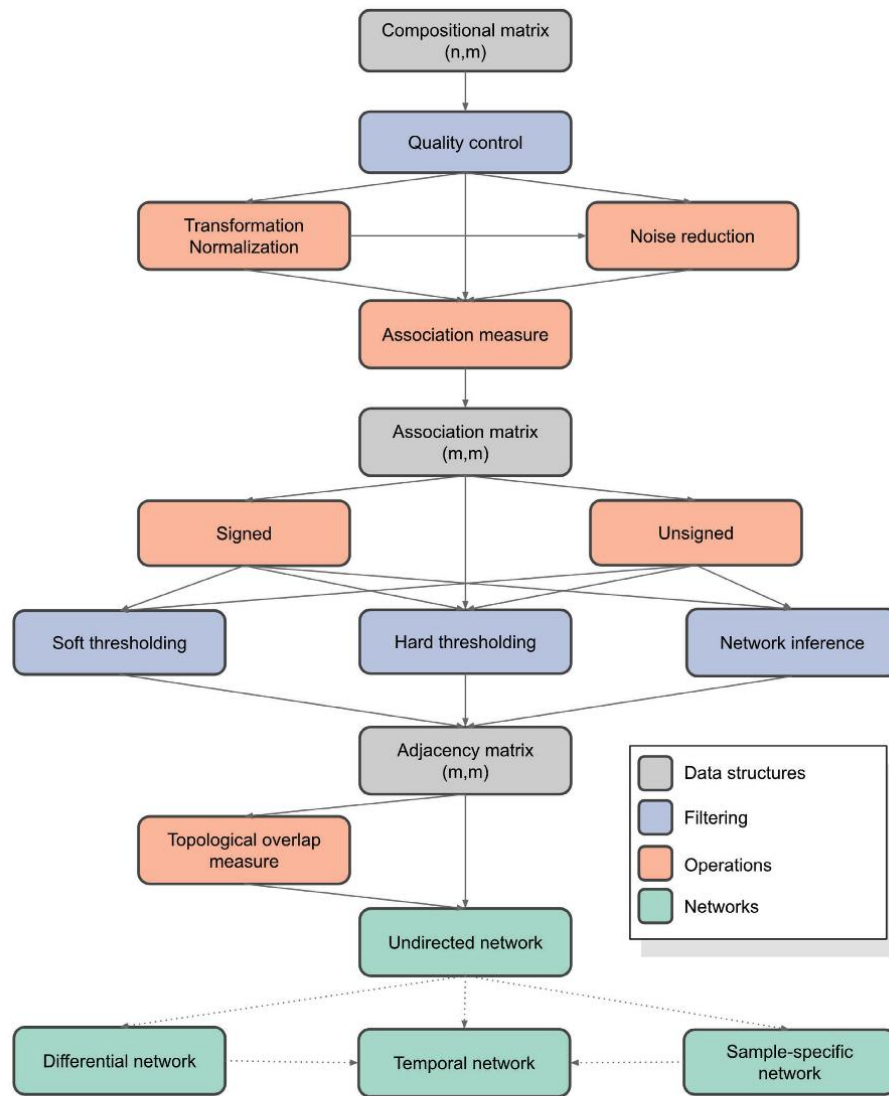 Compositional matrix
(n,m)
Quality control
Transformation
Normalization
Noise reduction
Association measure
Association matrix
(m,m)
Signed
Unsigned
Soft thresholding
Hard thresholding
Network inference
Adjacency matrix
(m,m)
Topological overlap
measure
Undirected network
Differential network
Temporal network
Sample-specific
network
Data structures
Filtering
Operations
Networks